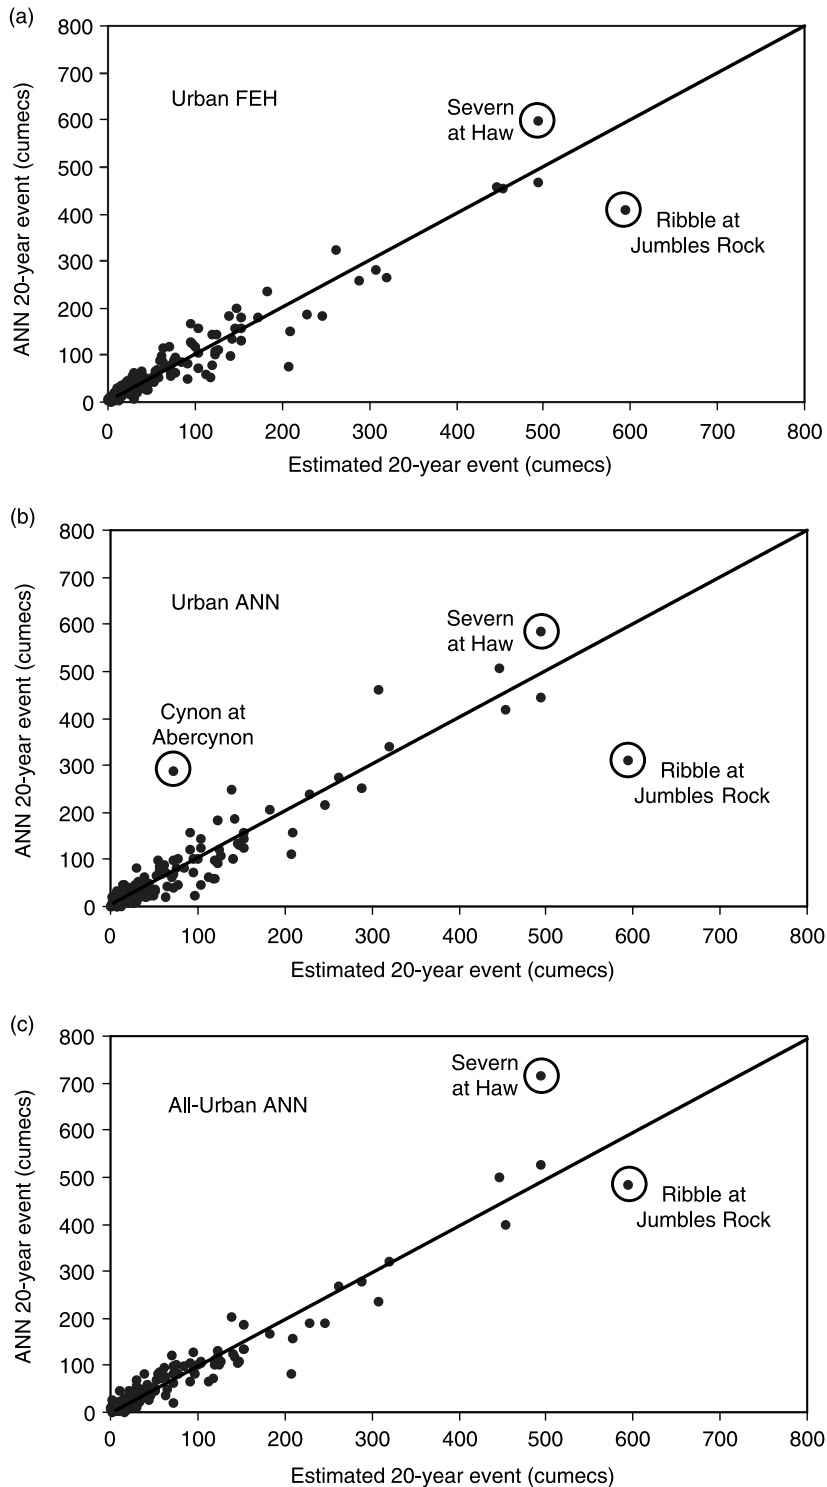 (a)
800
700
600
500
400
300
200
100
0
ANN 20-year event (cumecs)
Urban FEH
Severn
at Haw
Ribble at
Jumbles Rock
0 100 200 300 400 500 600 700 800
Estimated 20-year event (cumecs)
(b)
800
700
600
500
400
300
200
100
0
ANN 20-year event (cumecs)
Urban ANN
Severn
at Haw
Cynon at
Abercynon
Ribble at
Jumbles Rock
0 100 200 300 400 500 600 700 800
Estimated 20-year event (cumecs)
(c)
800
700
600
500
400
300
200
100
0
ANN 20-year event (cumecs)
All-Urban ANN
Severn
at Haw
Ribble at
Jumbles Rock
0 100 200 300 400 500 600 700 800
Estimated 20-year event (cumecs)